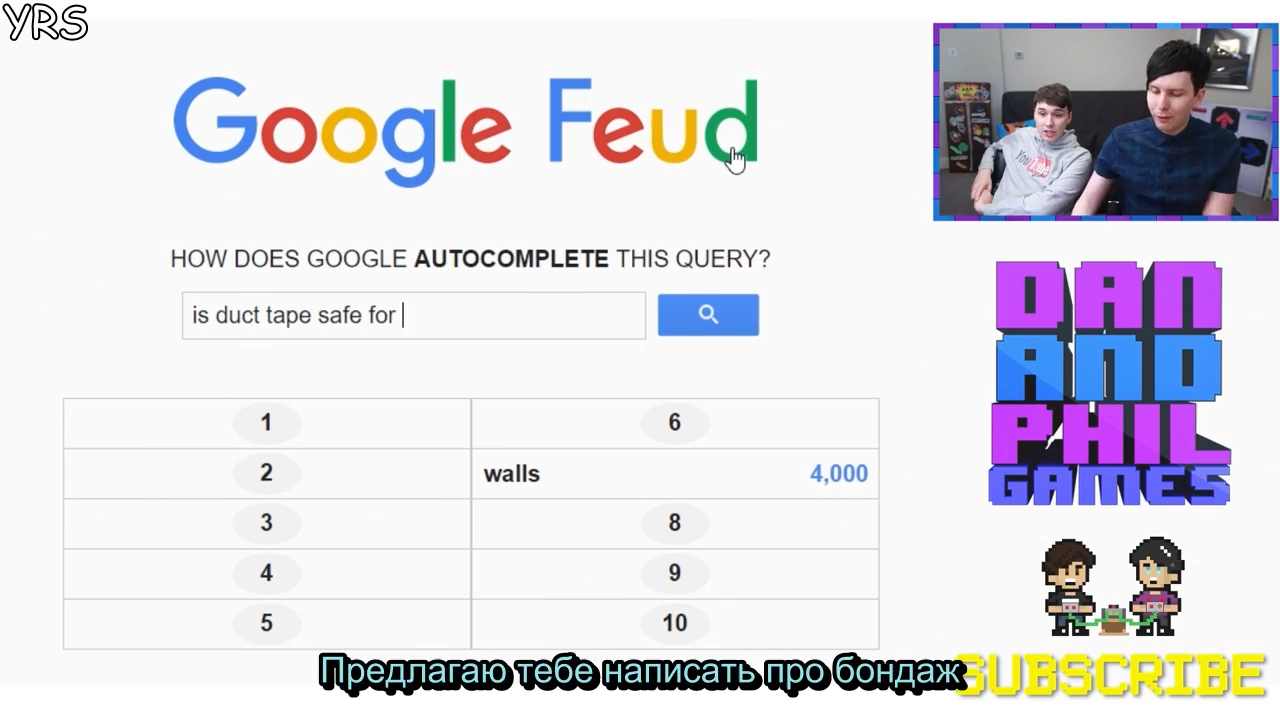 YRS
Google Feud
HOW DOES GOOGLE AUTOCOMPLETE THIS QUERY?
is duct tape safe for
1
6
2
walls 4,000
3
8
4
9
5
10
YouTube
DAN
AND
PHIL
GAMES
SUBSCRIBE
Предлагаю тебе написать про бондаж